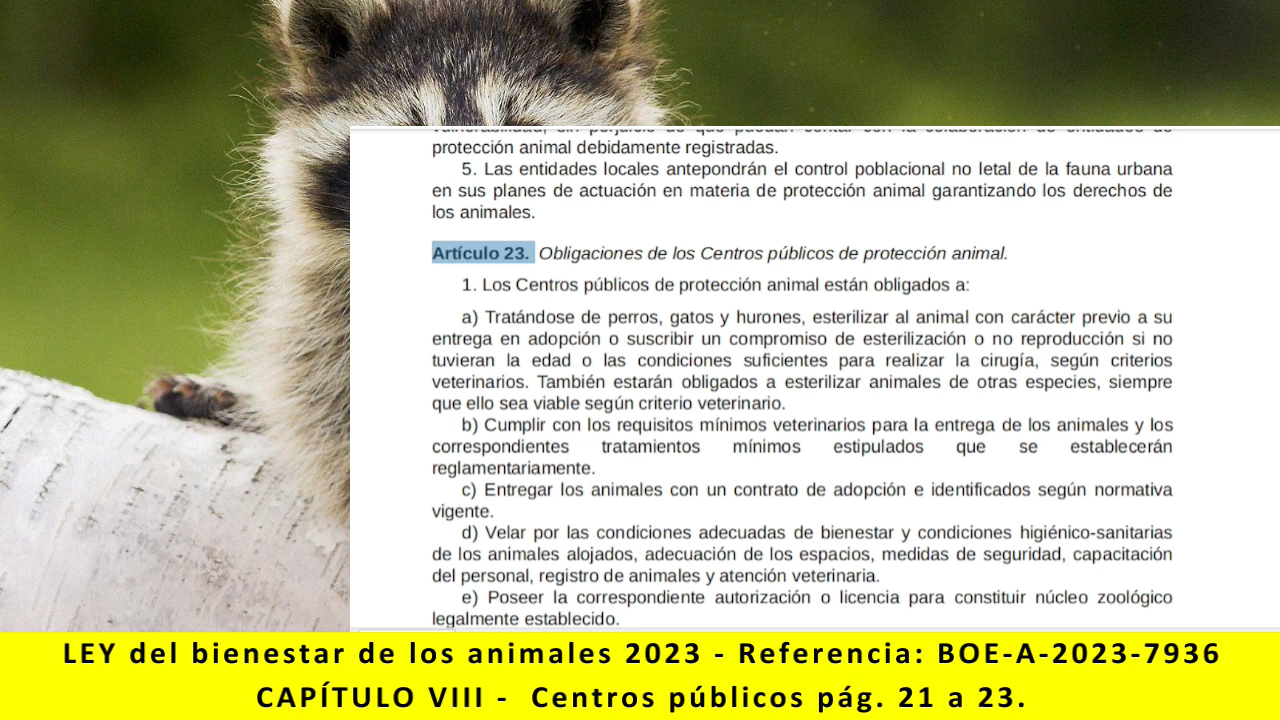 protección animal debidamente registradas.
5. Las entidades locales antepondrán el control poblacional no letal de la fauna urbana
en sus planes de actuación en materia de protección animal garantizando los derechos de
los animales.
Artículo 23. Obligaciones de los Centros públicos de protección animal.
1. Los Centros públicos de protección animal están obligados a:
a) Tratándose de perros, gatos y hurones, esterilizar al animal con carácter previo a su
entrega en adopción o suscribir un compromiso de esterilización o no reproducción si no
tuvieran la edad o las condiciones suficientes para realizar la cirugía, según criterios
veterinarios. También estarán obligados a esterilizar animales de otras especies, siempre
que ello sea viable según criterio veterinario.
b) Cumplir con los requisitos mínimos veterinarios para la entrega de los animales y los
correspondientes tratamientos mínimos estipulados que se establecerán
reglamentariamente.
c) Entregar los animales con un contrato de adopción e identificados según normativa
vigente.
d) Velar por las condiciones adecuadas de bienestar y condiciones higiénico-sanitarias
de los animales alojados, adecuación de los espacios, medidas de seguridad, capacitación
del personal, registro de animales y atención veterinaria.
e) Poseer la correspondiente autorización o licencia para constituir núcleo zoológico
legalmente establecido.
LEY del bienestar de los animales 2023 - Referencia: BOE-A-2023-7936
CAPÍTULO VIII - Centros públicos pág. 21 a 23.